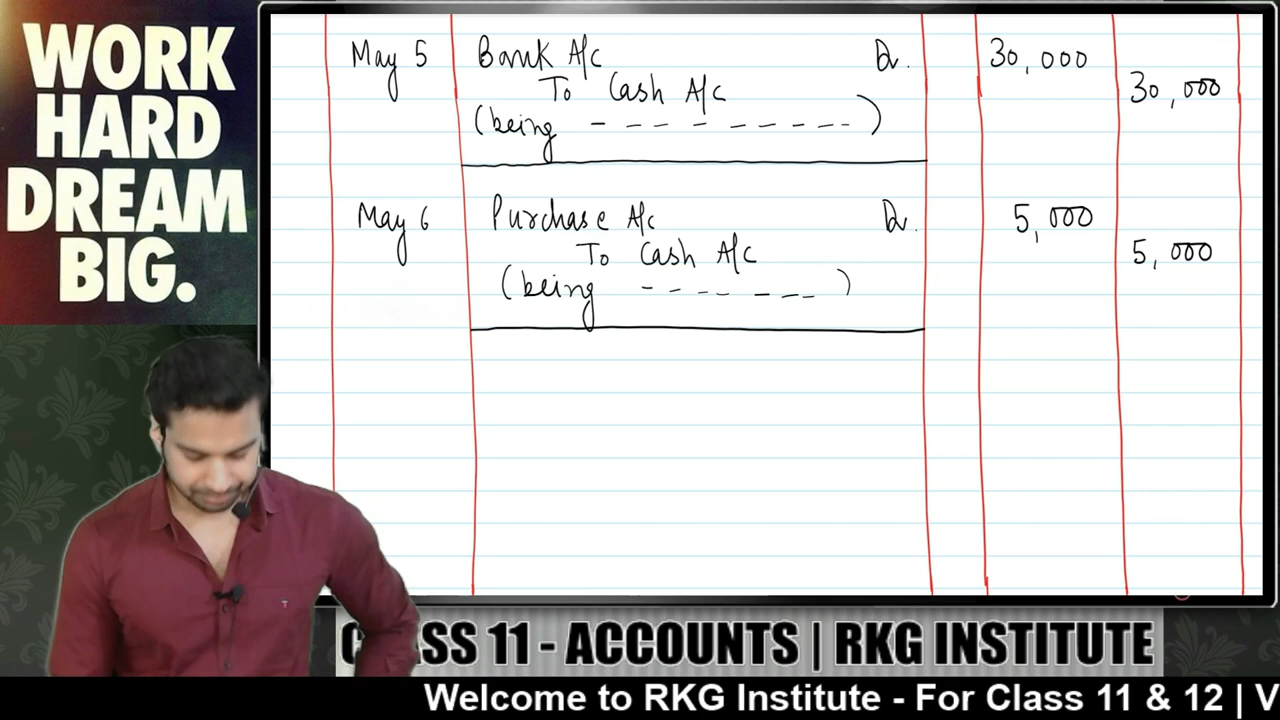 WORK
HARD
DREAM
BIG.
May 5 Bank A/c Dr. 30,000
To Cash A/c 30,000
(being - - - - - - - - - -)
May 6 Purchase A/c Dr. 5,000
To Cash A/c 5,000
(being - - - - - - -)
CLASS 11 - ACCOUNTS | RKG INSTITUTE
Welcome to RKG Institute - For Class 11 & 12 | V